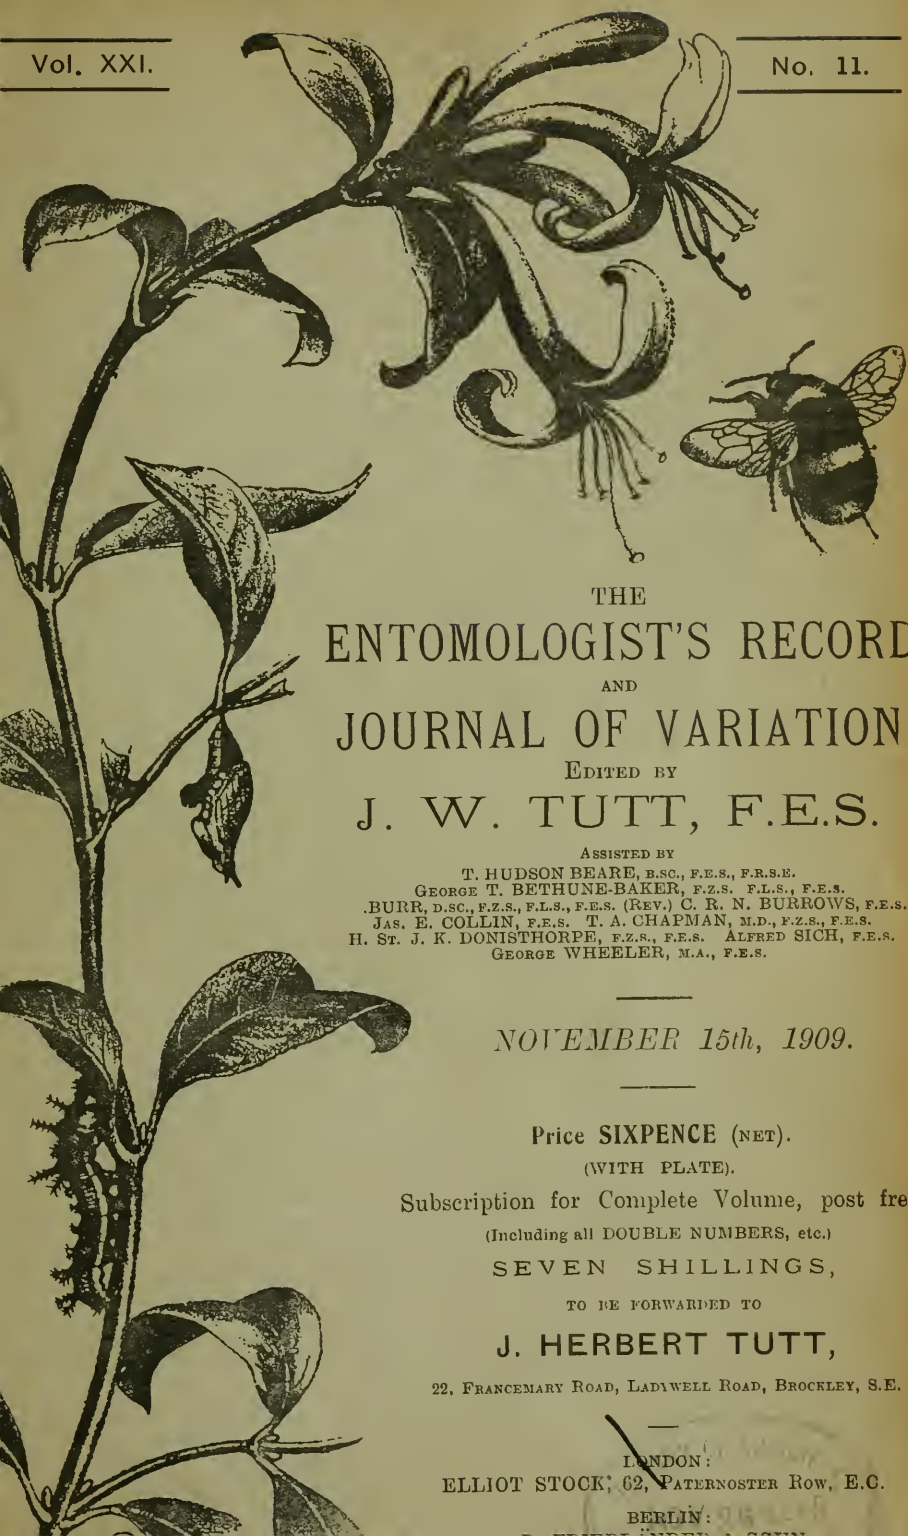 Vol. XXI.
No. 11.
THE
ENTOMOLOGIST'S RECORD
AND
JOURNAL OF VARIATION
EDITED BY
J. W. TUTT, F.E.S.
ASSISTED BY
T. HUDSON BEARE, B.SC., F.E.S., F.R.S.E.
GEORGE T. BETHUNE-BAKER, F.Z.S. F.L.S., F.E.S.
.BURR, D.SC., F.Z.S., F.L.S., F.E.S. (REV.) C. R. N. BURROWS, F.E.S.
JAS. E. COLLIN, F.E.S. T. A. CHAPMAN, M.D., F.Z.S., F.E.S.
H. ST. J. K. DONISTHORPE, F.Z.S., F.E.S. ALFRED SICH, F.E.S.
GEORGE WHEELER, M.A., F.E.S.
NOVEMBER 15th, 1909.
Price SIXPENCE (NET).
(WITH PLATE).
Subscription for Complete Volume, post fre
(Including all DOUBLE NUMBERS, etc.)
SEVEN SHILLINGS,
TO BE FORWARDED TO
J. HERBERT TUTT,
22, FRANCEMARY ROAD, LADYWELL ROAD, BROCKLEY, S.E.
LONDON:
ELLIOT STOCK, 62, PATERNOSTER ROW, E.C.
BERLIN: